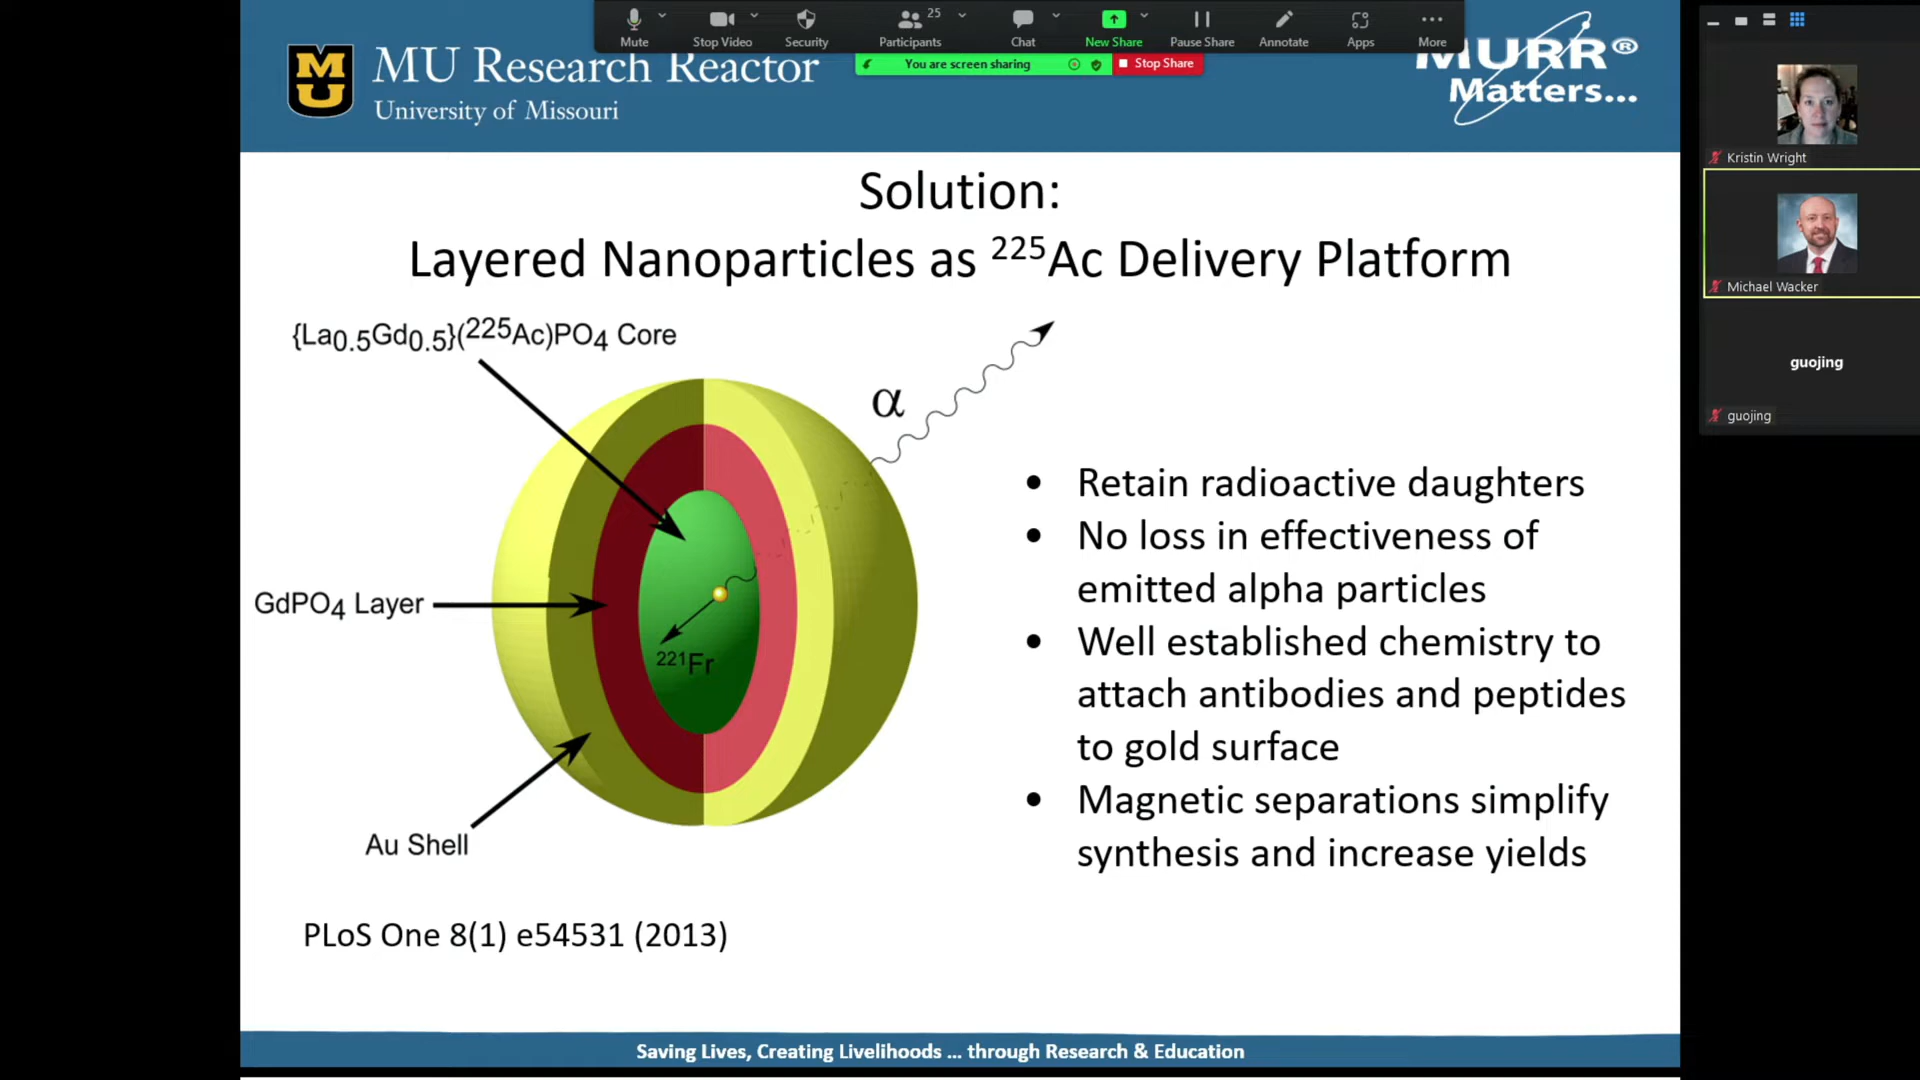 Mute
Stop Video
Security
Participants
25
Chat
New Share
Pause Share
Annotate
Apps
More
You are screen sharing
Stop Share
MU
MU Research Reactor
University of Missouri
MURR®
Matters...
Solution:
Layered Nanoparticles as ²²⁵Ac Delivery Platform
{La₀.₅Gd₀.₅}(²²⁵Ac)PO₄ Core
α
GdPO₄ Layer
²²¹Fr
Au Shell
• Retain radioactive daughters
• No loss in effectiveness of
emitted alpha particles
• Well established chemistry to
attach antibodies and peptides
to gold surface
• Magnetic separations simplify
synthesis and increase yields
PLoS One 8(1) e54531 (2013)
Saving Lives, Creating Livelihoods ... through Research & Education
Kristin Wright
Michael Wacker
guojing
guojing